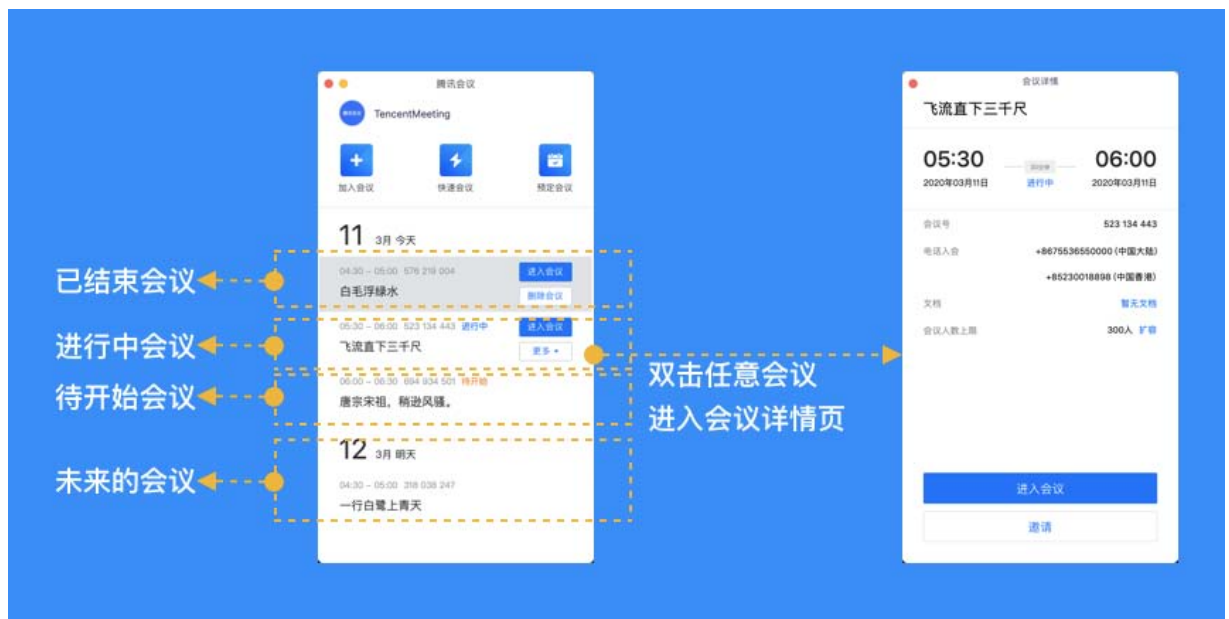 腾讯会议
TencentMeeting
加入会议
快速会议
预定会议
11 3月 今天
04:30 - 05:00 576 219 004
进入会议
白毛浮绿水
删除会议
05:30 - 06:00 523 134 443 进行中
进入会议
飞流直下三千尺
更多
06:00 - 06:30 694 934 501 待开始
唐宗宋祖,稍逊风骚。
12 3月 明天
04:30 - 05:00 318 038 247
一行白鹭上青天
已结束会议
进行中会议
待开始会议
未来的会议
双击任意会议
进入会议详情页
会议详情
飞流直下三千尺
05:30
06:00
2020年03月11日
进行中
2020年03月11日
会议号
523 134 443
电话入会
+8675536550000 (中国大陆)
+85230018898 (中国香港)
文档
暂无文档
会议人数上限
300人 扩容
进入会议
邀请